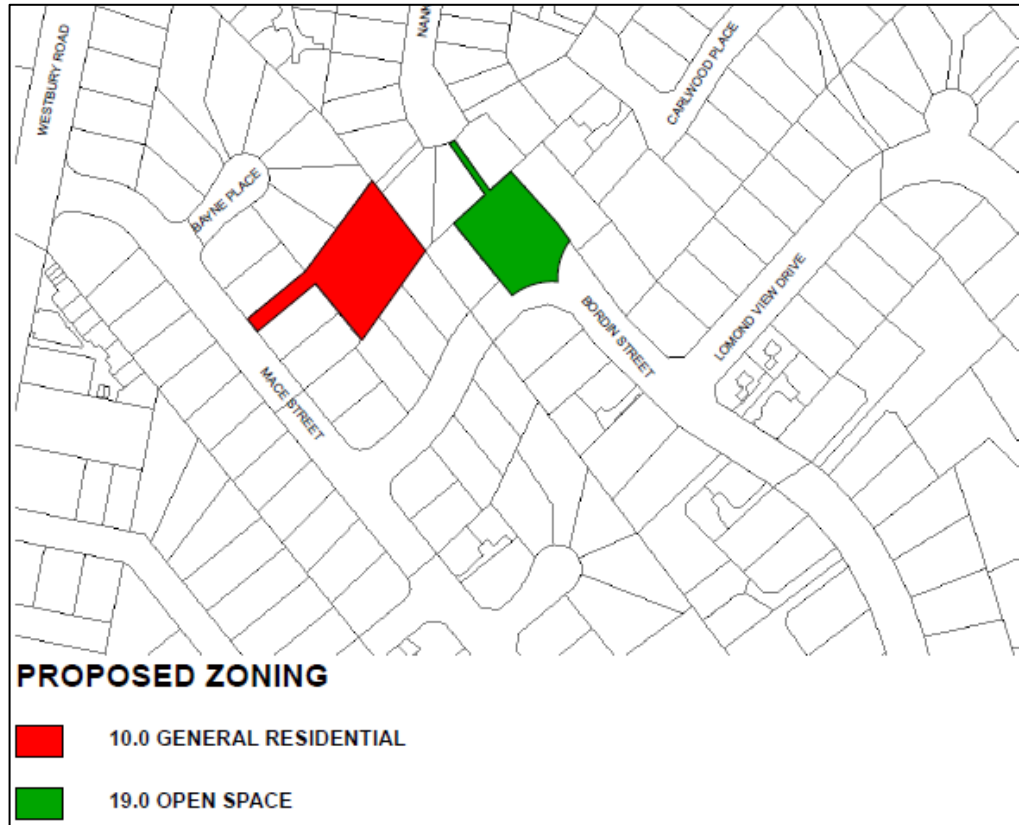 WESTBURY ROAD
NANK
CARLWOOD PLACE
BAYNE PLACE
BORDIN STREET
LOMOND VIEW DRIVE
MACE STREET
PROPOSED ZONING
10.0 GENERAL RESIDENTIAL
19.0 OPEN SPACE